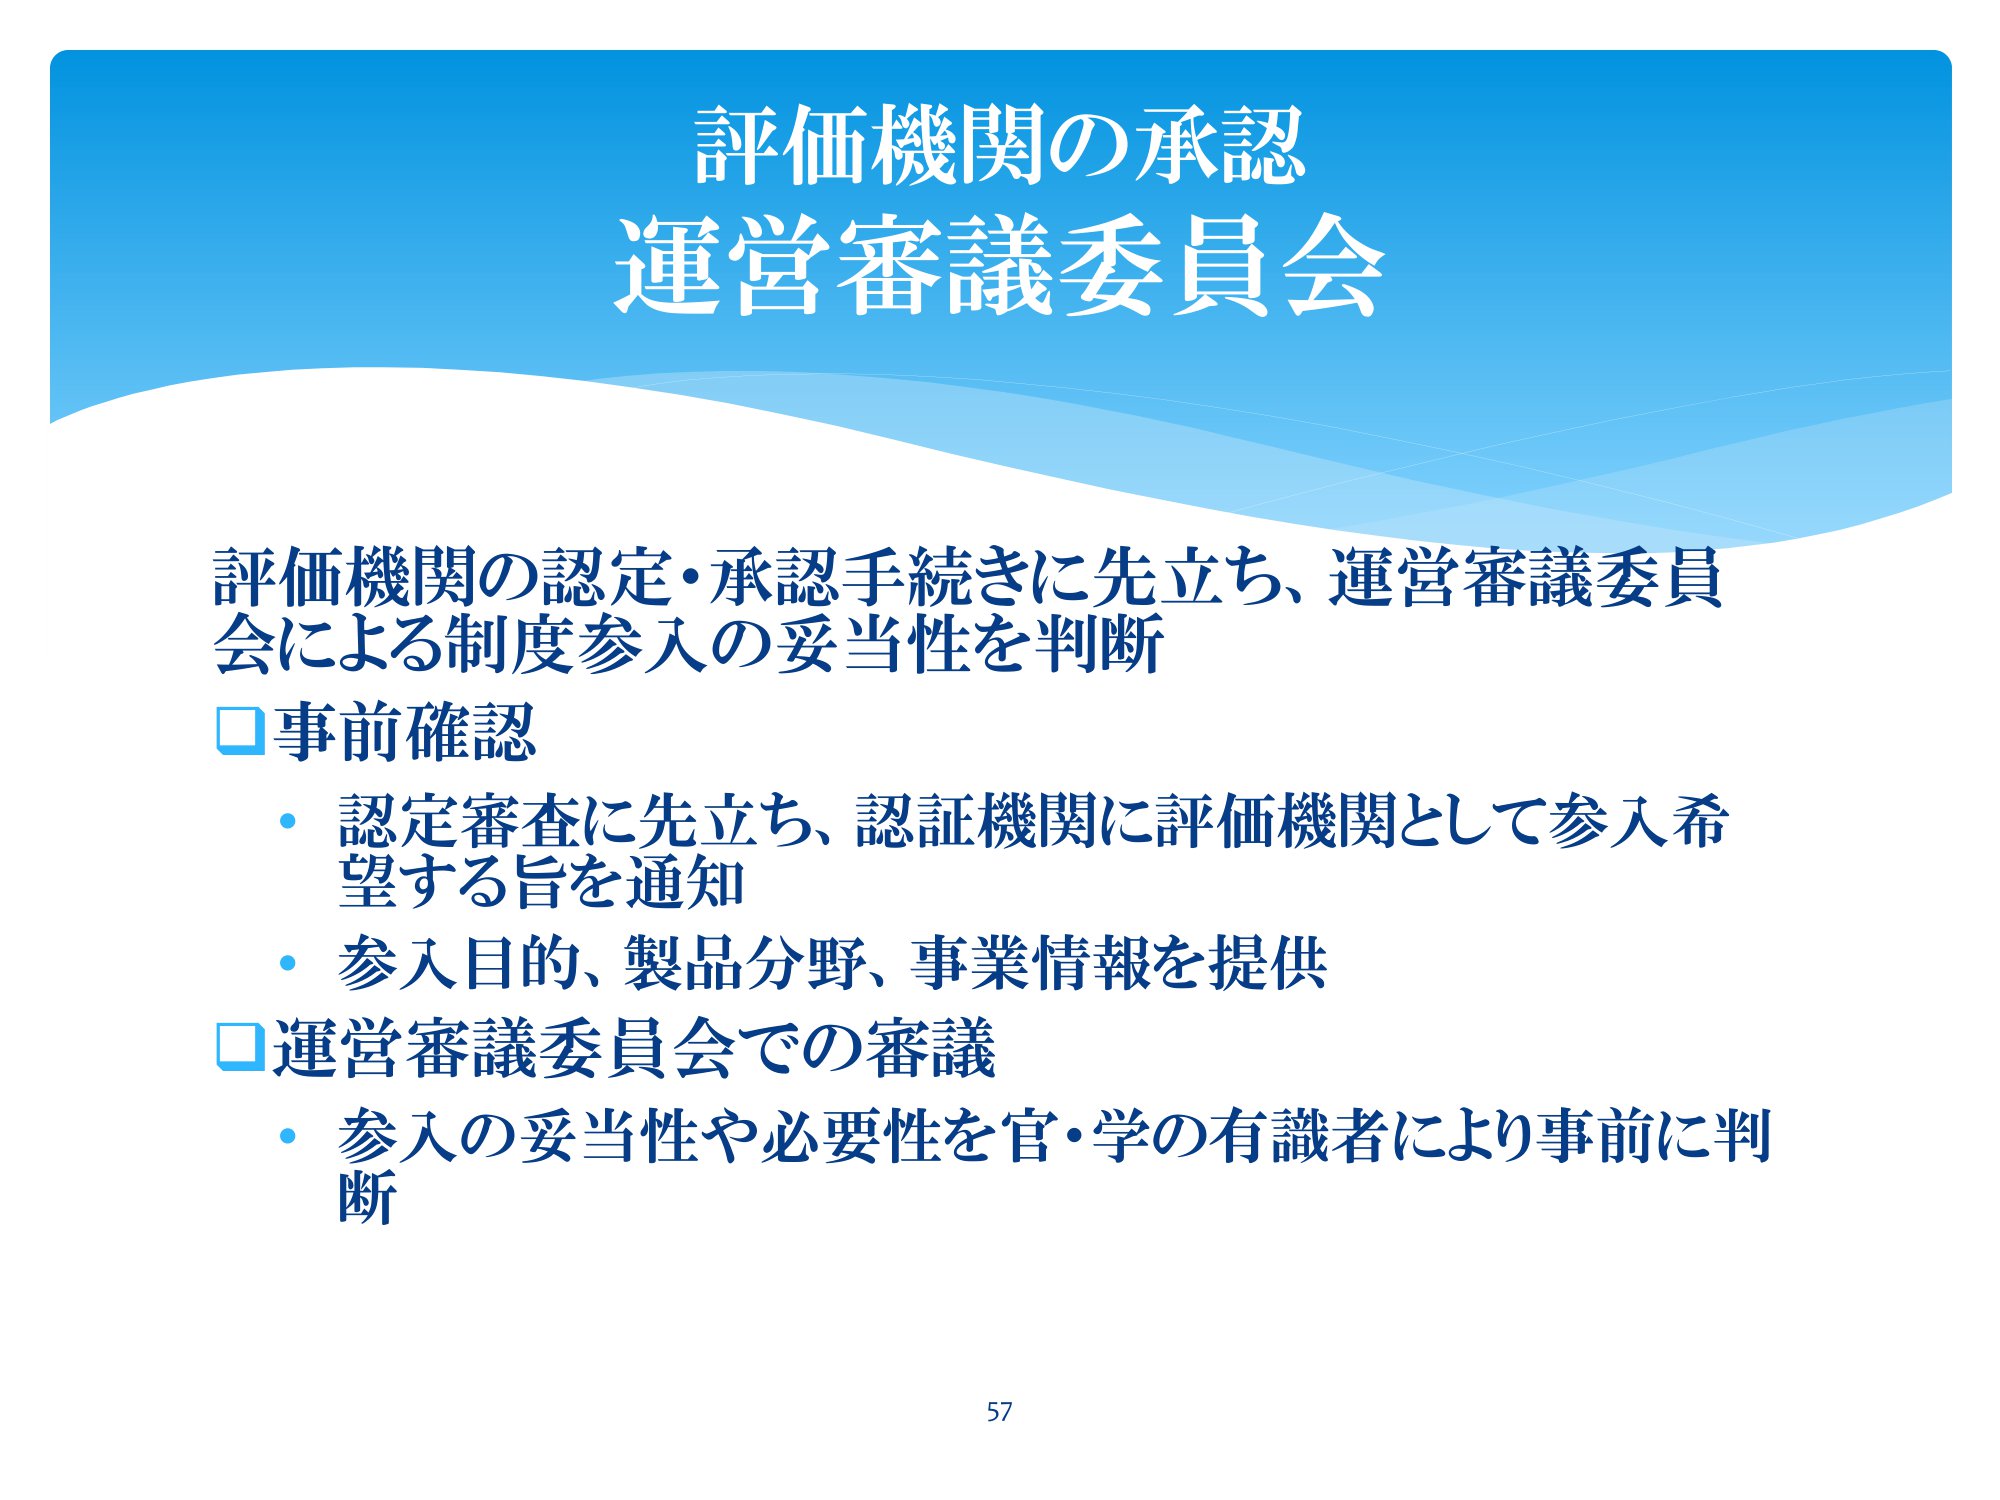 評価機関の承認
運営審議委員会
評価機関の認定・承認手続きに先立ち、運営審議委員
会による制度参入の妥当性を判断
❑事前確認
• 認定審査に先立ち、認証機関に評価機関として参入希
望する旨を通知
• 参入目的、製品分野、事業情報を提供
❑運営審議委員会での審議
• 参入の妥当性や必要性を官・学の有識者により事前に判
断
57